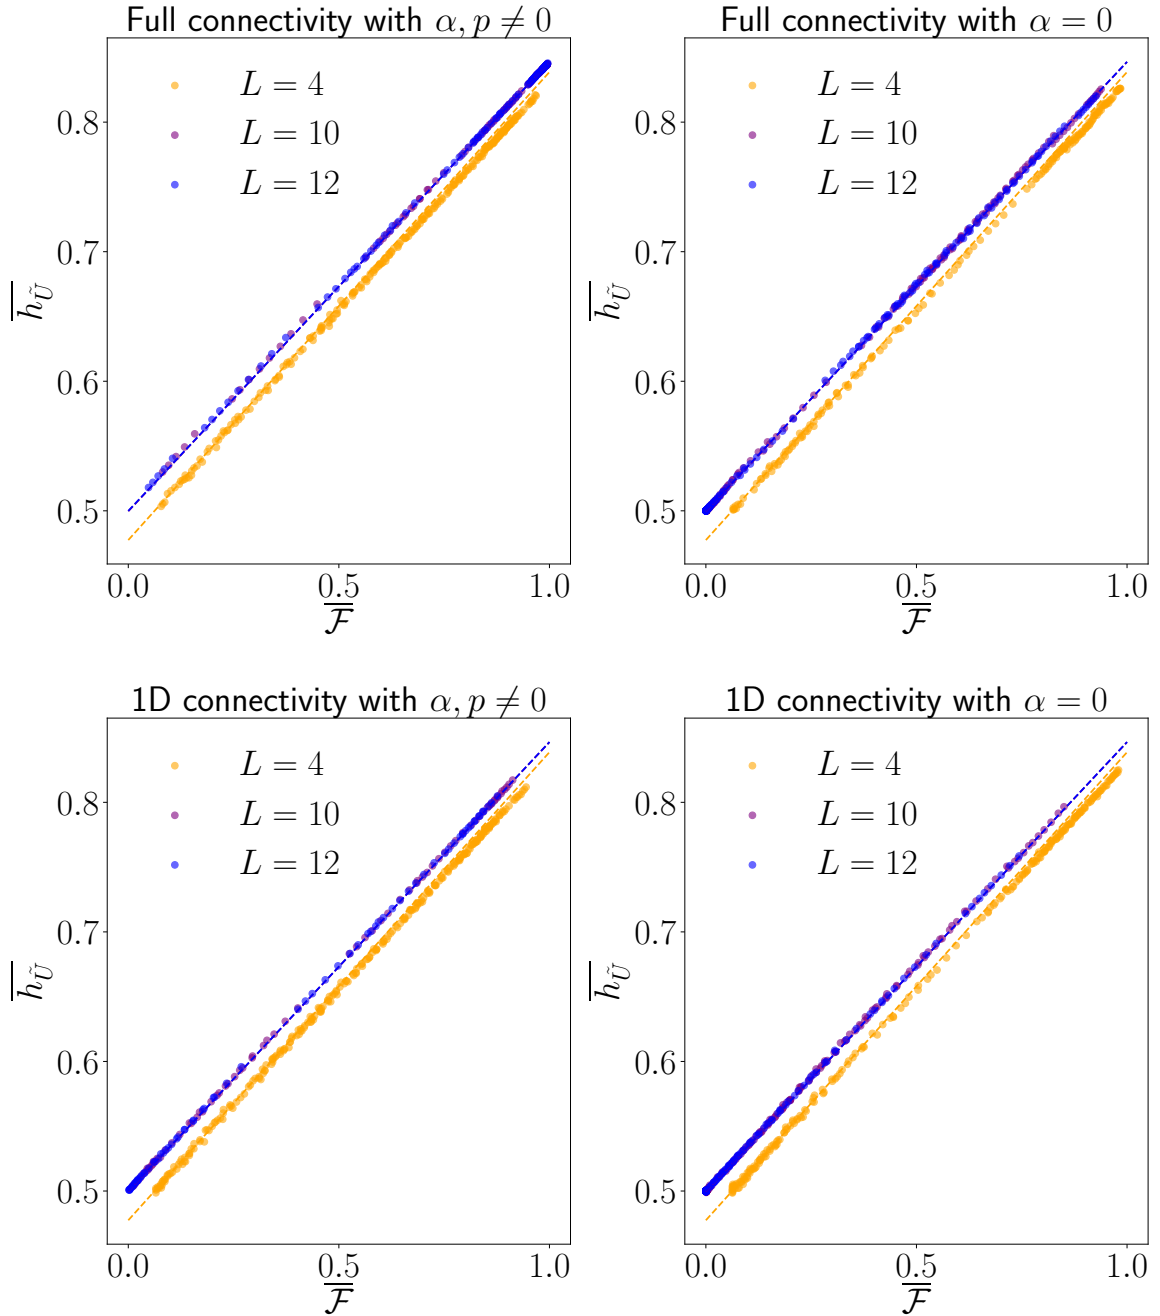 Full connectivity with α, p ≠ 0
L = 4
L = 10
L = 12
0.8
0.7
0.6
0.5
0.0 0.5 1.0
h_Ũ
F
Full connectivity with α = 0
L = 4
L = 10
L = 12
0.8
0.7
0.6
0.5
0.0 0.5 1.0
h_Ũ
F
1D connectivity with α, p ≠ 0
L = 4
L = 10
L = 12
0.8
0.7
0.6
0.5
0.0 0.5 1.0
h_Ũ
F
1D connectivity with α = 0
L = 4
L = 10
L = 12
0.8
0.7
0.6
0.5
0.0 0.5 1.0
h_Ũ
F